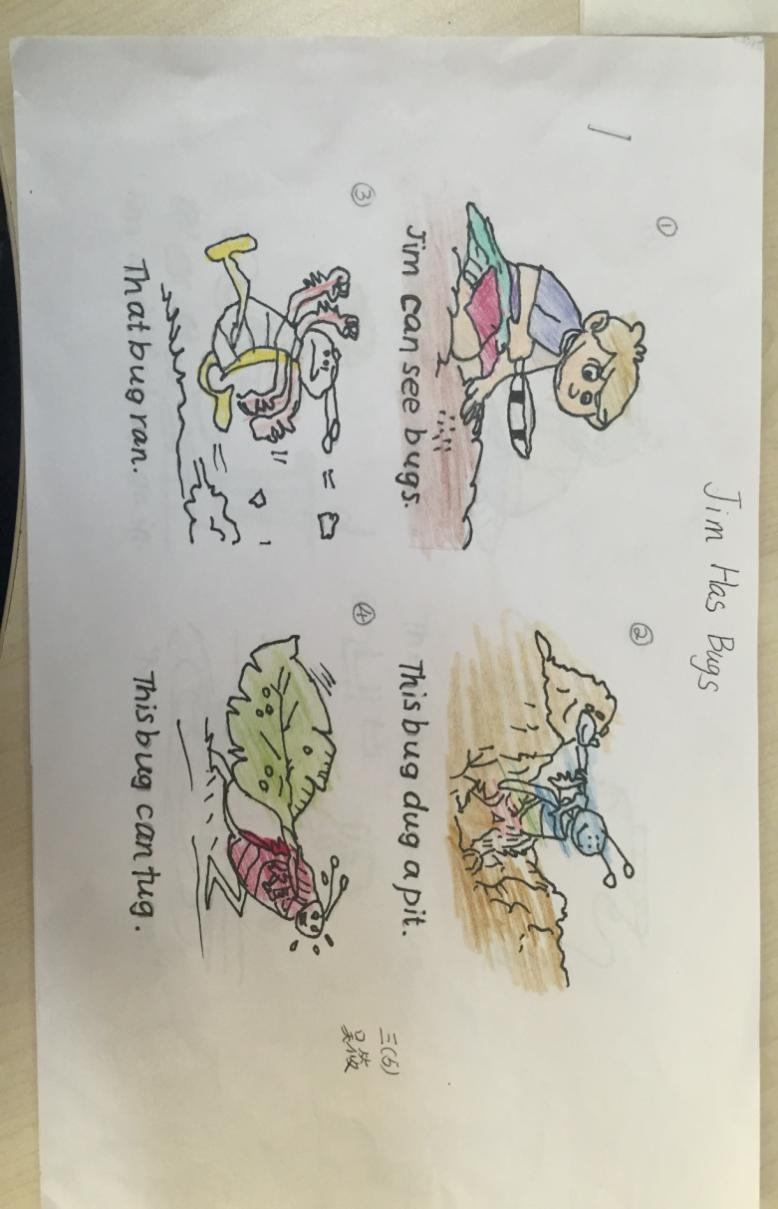 Jim Has Bugs
①
Jim can see bugs.
②
This bug dug a pit.
③
That bug ran.
④
This bug can tug.
三(6)